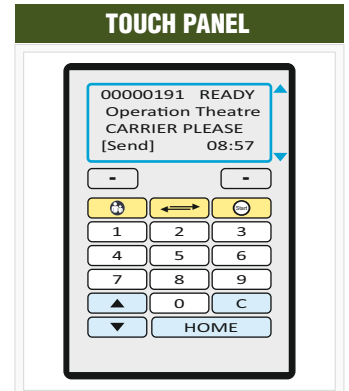 TOUCH PANEL
00000191 READY
Operation Theatre
CARRIER PLEASE
[Send] 08:57
- -
Start
1 2 3
4 5 6
7 8 9
0 C
HOME